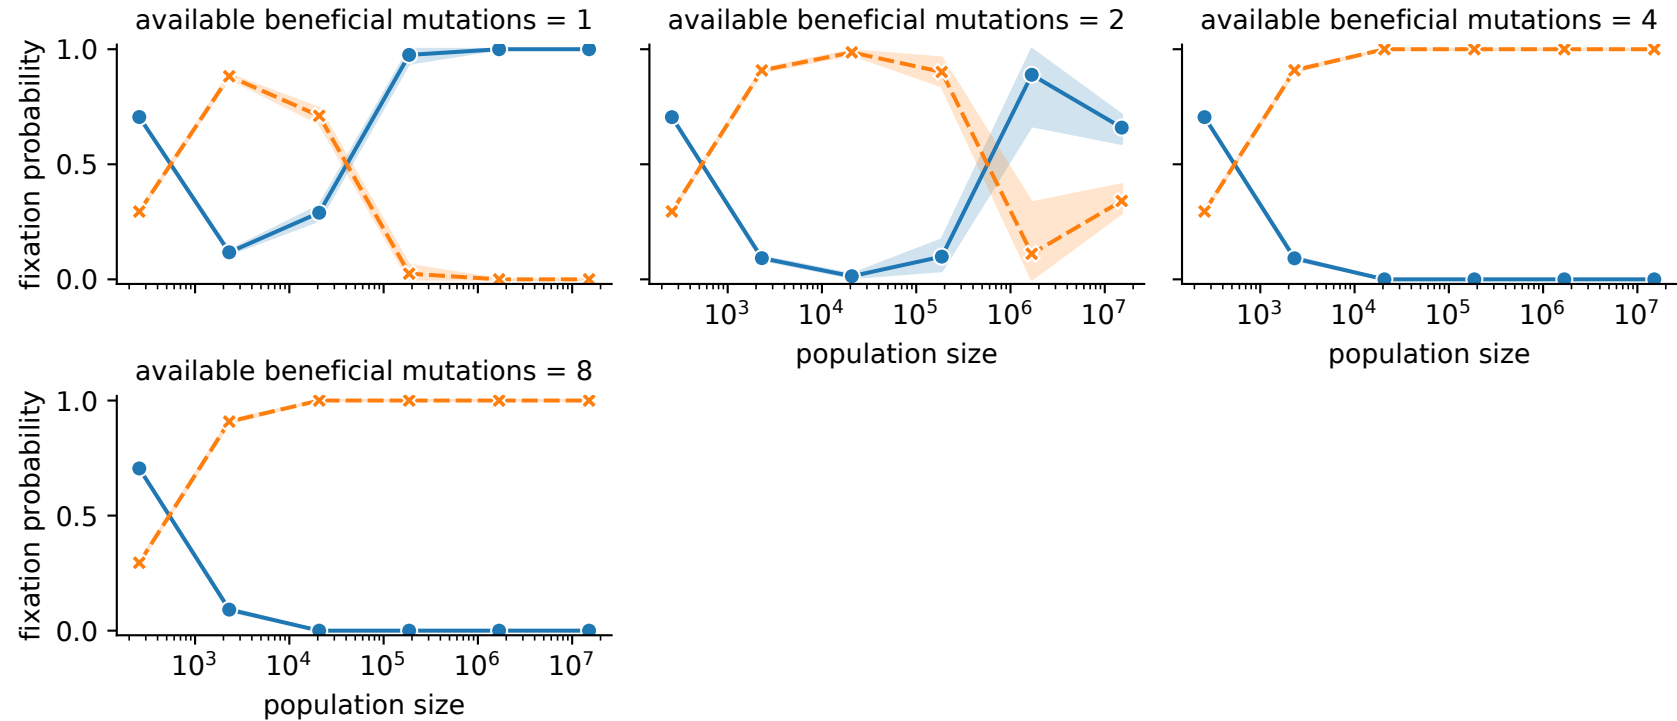 available beneficial mutations = 1
available beneficial mutations = 2
available beneficial mutations = 4
fixation probability
1.0
0.5
0.0
10³ 10⁴ 10⁵ 10⁶ 10⁷
population size
10³ 10⁴ 10⁵ 10⁶ 10⁷
population size
available beneficial mutations = 8
fixation probability
1.0
0.5
0.0
10³ 10⁴ 10⁵ 10⁶ 10⁷
population size